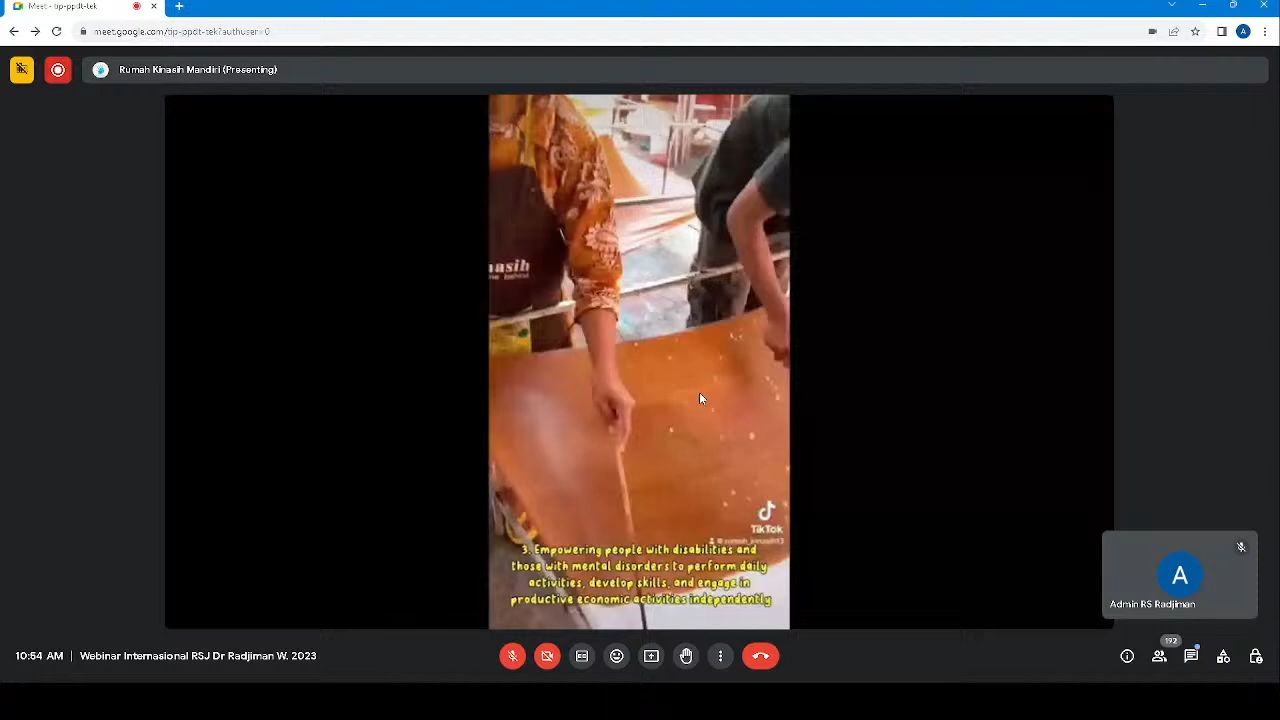 Meet - tip-ppdt-tek
meet.google.com/tip-ppdt-tek?authuser=0
A
Rumah Kinasih Mandiri (Presenting)
nasih
TikTok
3. Empowering people with disabilities and
those with mental disorders to perform daily
activities, develop skills, and engage in
productive economic activities independently
A
Admin RS Radjiman
10:54 AM | Webinar Internasional RSJ Dr Radjiman W. 2023
192